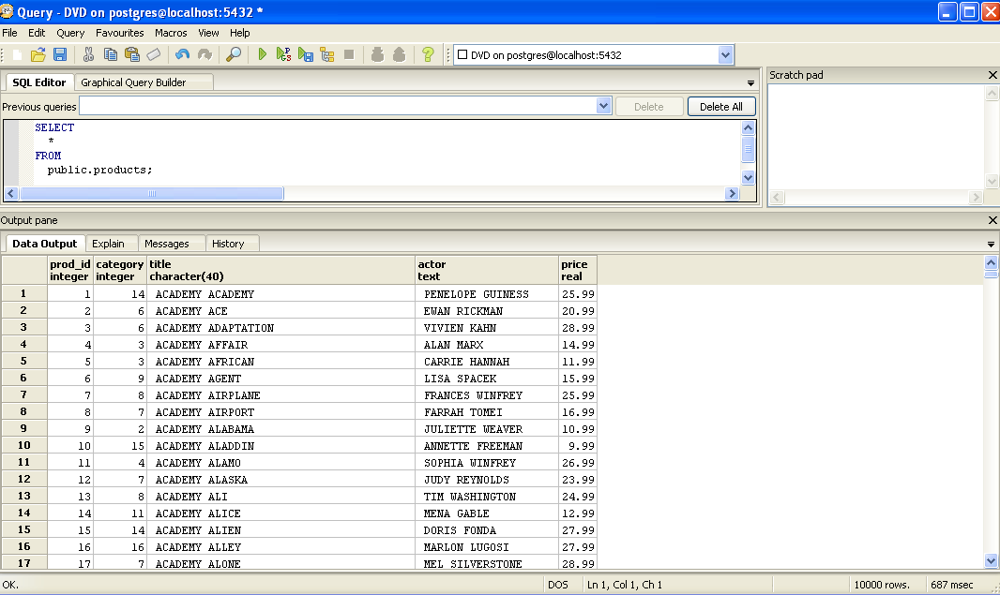 Query - DVD on postgres@localhost:5432 *
File Edit Query Favourites Macros View Help
DVD on postgres@localhost:5432
SQL Editor Graphical Query Builder
Previous queries Delete Delete All
SELECT
*
FROM
public.products;
Scratch pad
Output pane
Data Output Explain Messages History
prod_id category title actor price
integer integer character(40) text real
1 1 14 ACADEMY ACADEMY PENELOPE GUINESS 25.99
2 2 6 ACADEMY ACE EWAN RICKMAN 20.99
3 3 6 ACADEMY ADAPTATION VIVIEN KAHN 28.99
4 4 3 ACADEMY AFFAIR ALAN MARX 14.99
5 5 3 ACADEMY AFRICAN CARRIE HANNAH 11.99
6 6 9 ACADEMY AGENT LISA SPACEK 15.99
7 7 8 ACADEMY AIRPLANE FRANCES WINFREY 25.99
8 8 7 ACADEMY AIRPORT FARRAH TOMEI 16.99
9 9 2 ACADEMY ALABAMA JULIETTE WEAVER 10.99
10 10 15 ACADEMY ALADDIN ANNETTE FREEMAN 9.99
11 11 4 ACADEMY ALAMO SOPHIA WINFREY 26.99
12 12 7 ACADEMY ALASKA JUDY REYNOLDS 23.99
13 13 8 ACADEMY ALI TIM WASHINGTON 24.99
14 14 11 ACADEMY ALICE MENA GABLE 12.99
15 15 14 ACADEMY ALIEN DORIS FONDA 27.99
16 16 16 ACADEMY ALLEY MARLON LUGOSI 27.99
17 17 7 ACADEMY ALONE MEL SILVERSTONE 28.99
OK. DOS Ln 1, Col 1, Ch 1 10000 rows. 687 msec